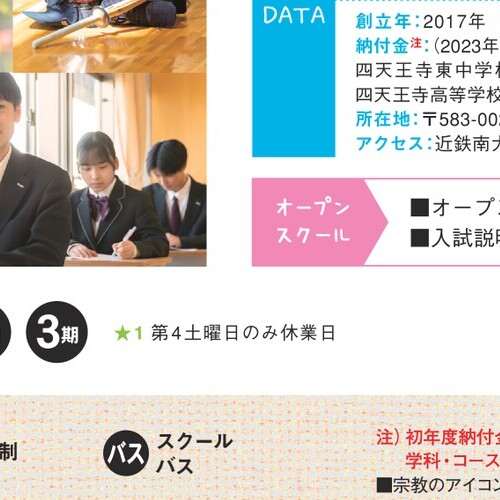 DATA
創立年：2017年
納付金注：（2023年
四天王寺東中学校
四天王寺高等学校
所在地：〒583-002
アクセス：近鉄南大
オープン
スクール
■オープ
■入試説明
3期
★1 第4土曜日のみ休業日
制
バス
スクール
バス
注）初年度納付金
学科・コース
■宗教のアイコン